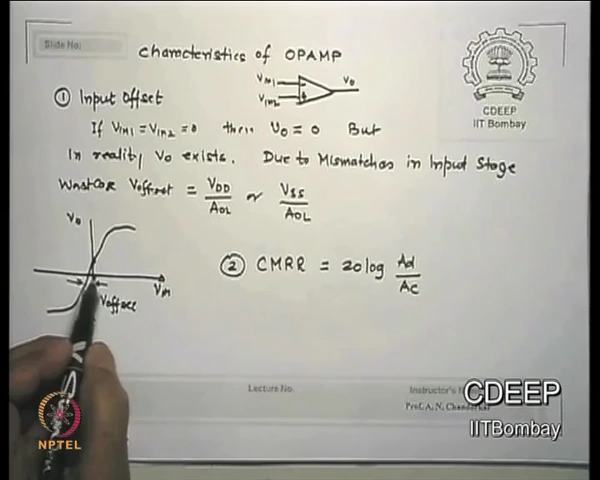 Slide No:
Characteristics of OPAMP
Vin1
Vin2
Vo
① Input Offset
If Vin1 = Vin2 = 0 then Vo = 0 But
In reality, Vo exists. Due to Mismatches in Input Stage
Worst Case Voffset = VDD/AOL or VSS/AOL
Vo
Vin
Voffset
② CMRR = 20 log Ad/Ac
CDEEP
IIT Bombay
Lecture No.
Prof. A. N. Chandorkar
CDEEP
IITBombay
NPTEL